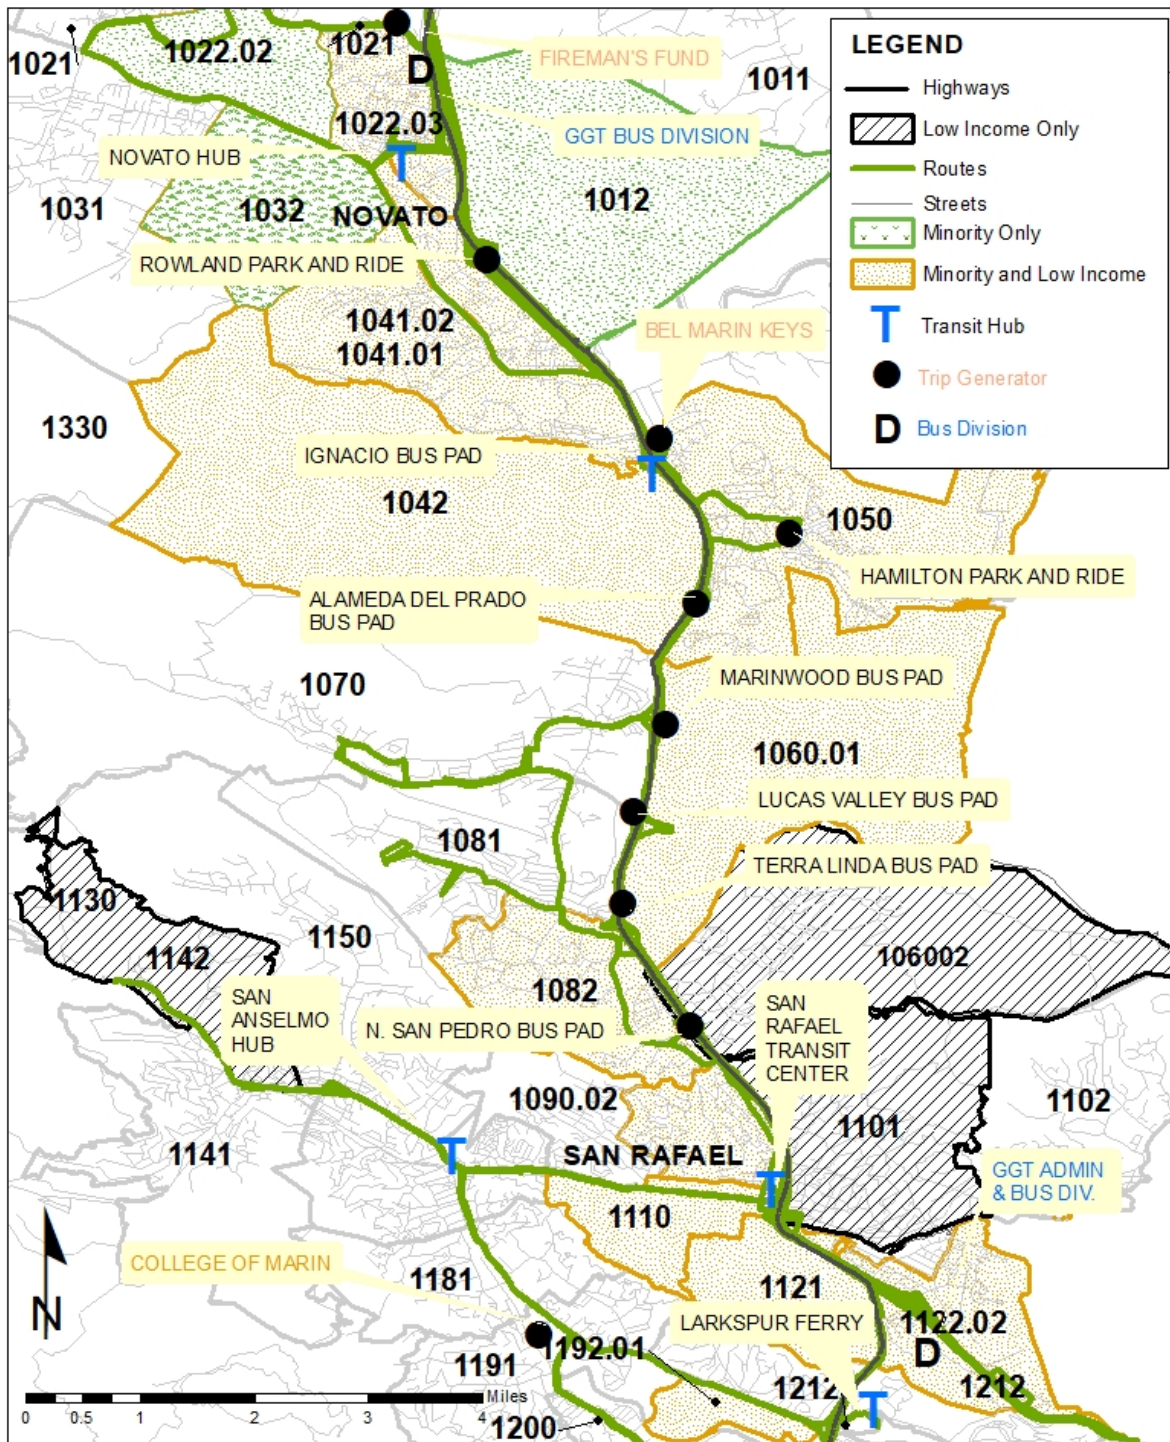 1021
1022.02
1021
D
FIREMAN'S FUND
1011
1022.03
GGT BUS DIVISION
NOVATO HUB
T
1031
1032
NOVATO
1012
ROWLAND PARK AND RIDE
1041.02
1041.01
BEL MARIN KEYS
1330
IGNACIO BUS PAD
T
1042
1050
HAMILTON PARK AND RIDE
ALAMEDA DEL PRADO
BUS PAD
1070
MARINWOOD BUS PAD
1060.01
LUCAS VALLEY BUS PAD
1081
TERRA LINDA BUS PAD
1130
1150
1142
106002
1082
SAN
ANSELMO
HUB
SAN
RAFAEL
TRANSIT
CENTER
N. SAN PEDRO BUS PAD
1090.02
1102
1101
1141
T
SAN RAFAEL
T
GGT ADMIN
& BUS DIV.
1110
COLLEGE OF MARIN
1181
1121
LARKSPUR FERRY
1122.02
D
1192.01
1191
1212
1212
T
1200
N
Miles
0 0.5 1 2 3 4
LEGEND
Highways
Low Income Only
Routes
Streets
Minority Only
Minority and Low Income
T Transit Hub
Trip Generator
D Bus Division